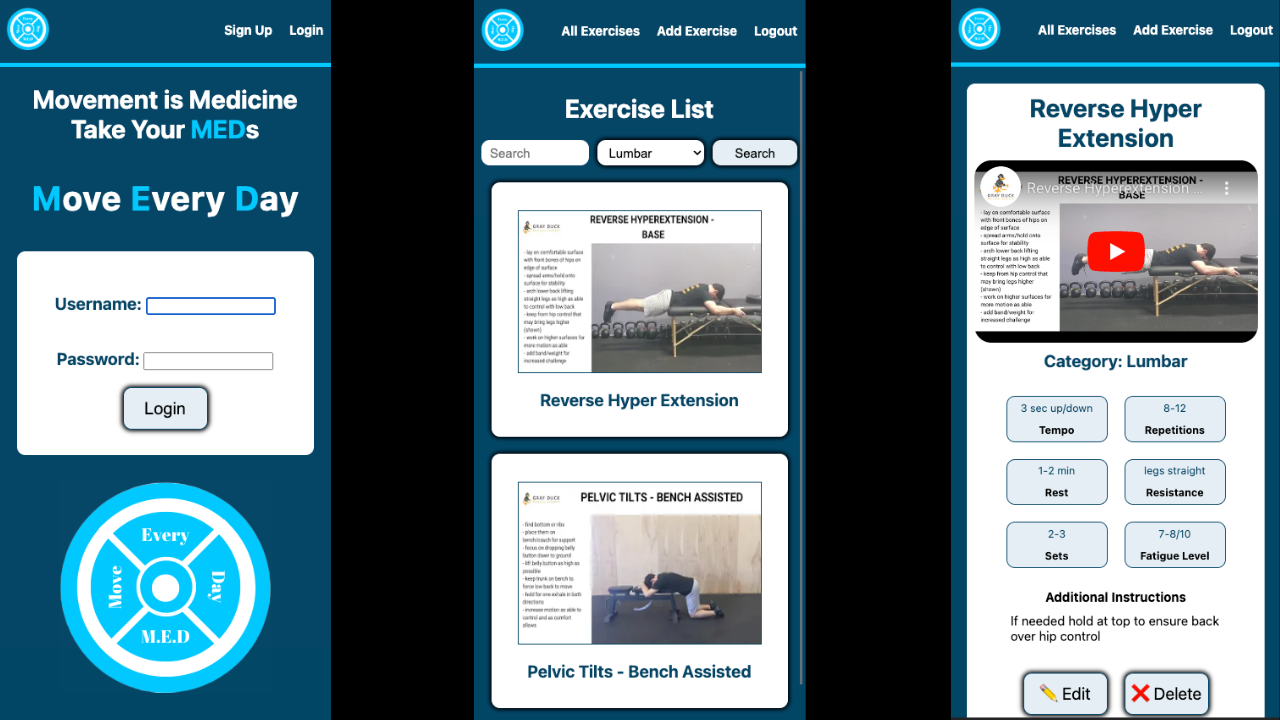 Sign Up
Login
Movement is Medicine
Take Your MEDs
Move Every Day
Username:
Password:
Login
Every
Move
Day
M.E.D
All Exercises
Add Exercise
Logout
Exercise List
Search
Lumbar
Search
GRAY DUCK
REVERSE HYPEREXTENSION -
BASE
- lay on comfortable surface
with front bones of hips on
edge of surface
- spread arms/hold onto
surface for stability
- arch lower back lifting
straight legs as high as able
to control with low back
- keep from hip control that
may bring legs higher
(shown)
- work on higher surfaces for
more motion as able
- add band/weight for
increased challenge
Reverse Hyper Extension
GRAY DUCK
PELVIC TILTS - BENCH ASSISTED
- find bottom or ribs
- place them on
bench/couch for support
- focus on dropping belly
button down to ground
- lift belly button as high as
possible
- keep trunk on bench to
force low back to move
- hold for one exhale in both
directions
- increase motion as able to
control and as comfort
allows
Pelvic Tilts - Bench Assisted
All Exercises
Add Exercise
Logout
Reverse Hyper
Extension
REVERSE HYPEREXTENSION -
BASE
Reverse Hyperextension ...
- lay on comfortable surface
with front bones of hips on
edge of surface
- spread arms/hold onto
surface for stability
- arch lower back lifting
straight legs as high as able
to control with low back
- keep from hip control that
may bring legs higher
(shown)
- work on higher surfaces for
more motion as able
- add band/weight for
increased challenge
Category: Lumbar
3 sec up/down
Tempo
8-12
Repetitions
1-2 min
Rest
legs straight
Resistance
2-3
Sets
7-8/10
Fatigue Level
Additional Instructions
If needed hold at top to ensure back
over hip control
✏️ Edit
❌ Delete